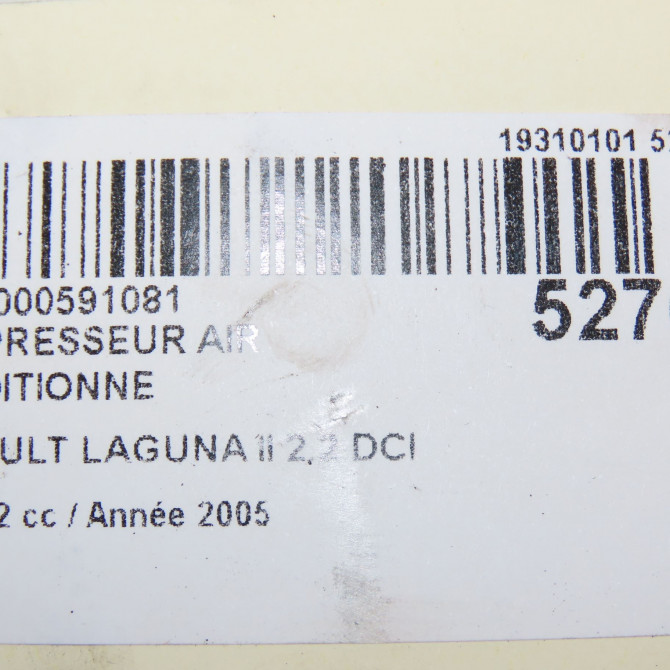 19310101 5
000591081
527
PRESSEUR AIR
DITIONNE
ULT LAGUNA II 2.2 DCI
2 cc / Année 2005